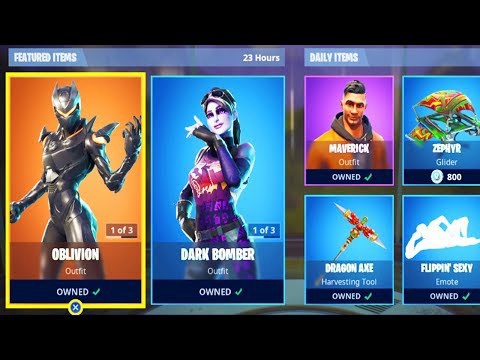 FEATURED ITEMS
23 Hours
DAILY ITEMS
1 of 3
OBLIVION
Outfit
OWNED ✓
1 of 3
DARK BOMBER
Outfit
OWNED ✓
MAVERICK
Outfit
OWNED ✓
ZEPHYR
Glider
800
DRAGON AXE
Harvesting Tool
OWNED ✓
FLIPPIN' SEXY
Emote
OWNED ✓